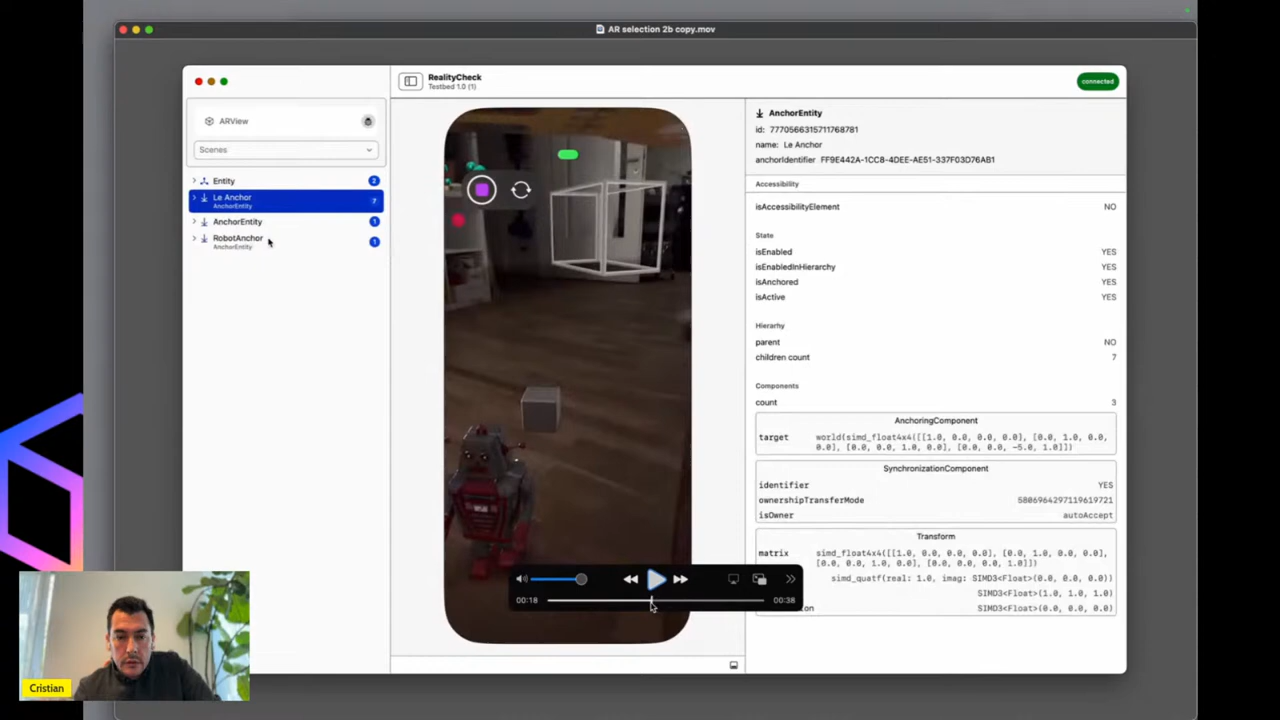 AR selection 2b copy.mov
RealityCheck
Testbed 1.0 (1)
connected
ARView
Scenes
Entity
2
Le Anchor
AnchorEntity
7
AnchorEntity
1
RobotAnchor
AnchorEntity
1
AnchorEntity
id: 7770566315711768781
name: Le Anchor
anchorIdentifier FF9E442A-1CC8-4DEE-AE51-337F03D76AB1
Accessibility
isAccessibilityElement NO
State
isEnabled YES
isEnabledInHierarchy YES
isAnchored YES
isActive YES
Hierarchy
parent NO
children count 7
Components
count 3
AnchoringComponent
target world(simd_float4x4([[1.0, 0.0, 0.0, 0.0], [0.0, 1.0, 0.0,
0.0], [0.0, 0.0, 1.0, 0.0], [0.0, 0.0, −5.0, 1.0]])
SynchronizationComponent
identifier YES
ownershipTransferMode 5806964297119619721
isOwner autoAccept
Transform
matrix simd_float4x4([[1.0, 0.0, 0.0, 0.0], [0.0, 1.0, 0.0, 0.0],
[0.0, 0.0, 1.0, 0.0], [0.0, 0.0, 0.0, 1.0]])
simd_quatf(real: 1.0, imag: SIMD3<Float>(0.0, 0.0, 0.0))
SIMD3<Float>(1.0, 1.0, 1.0)
SIMD3<Float>(0.0, 0.0, 0.0)
00:18
00:38
Cristian